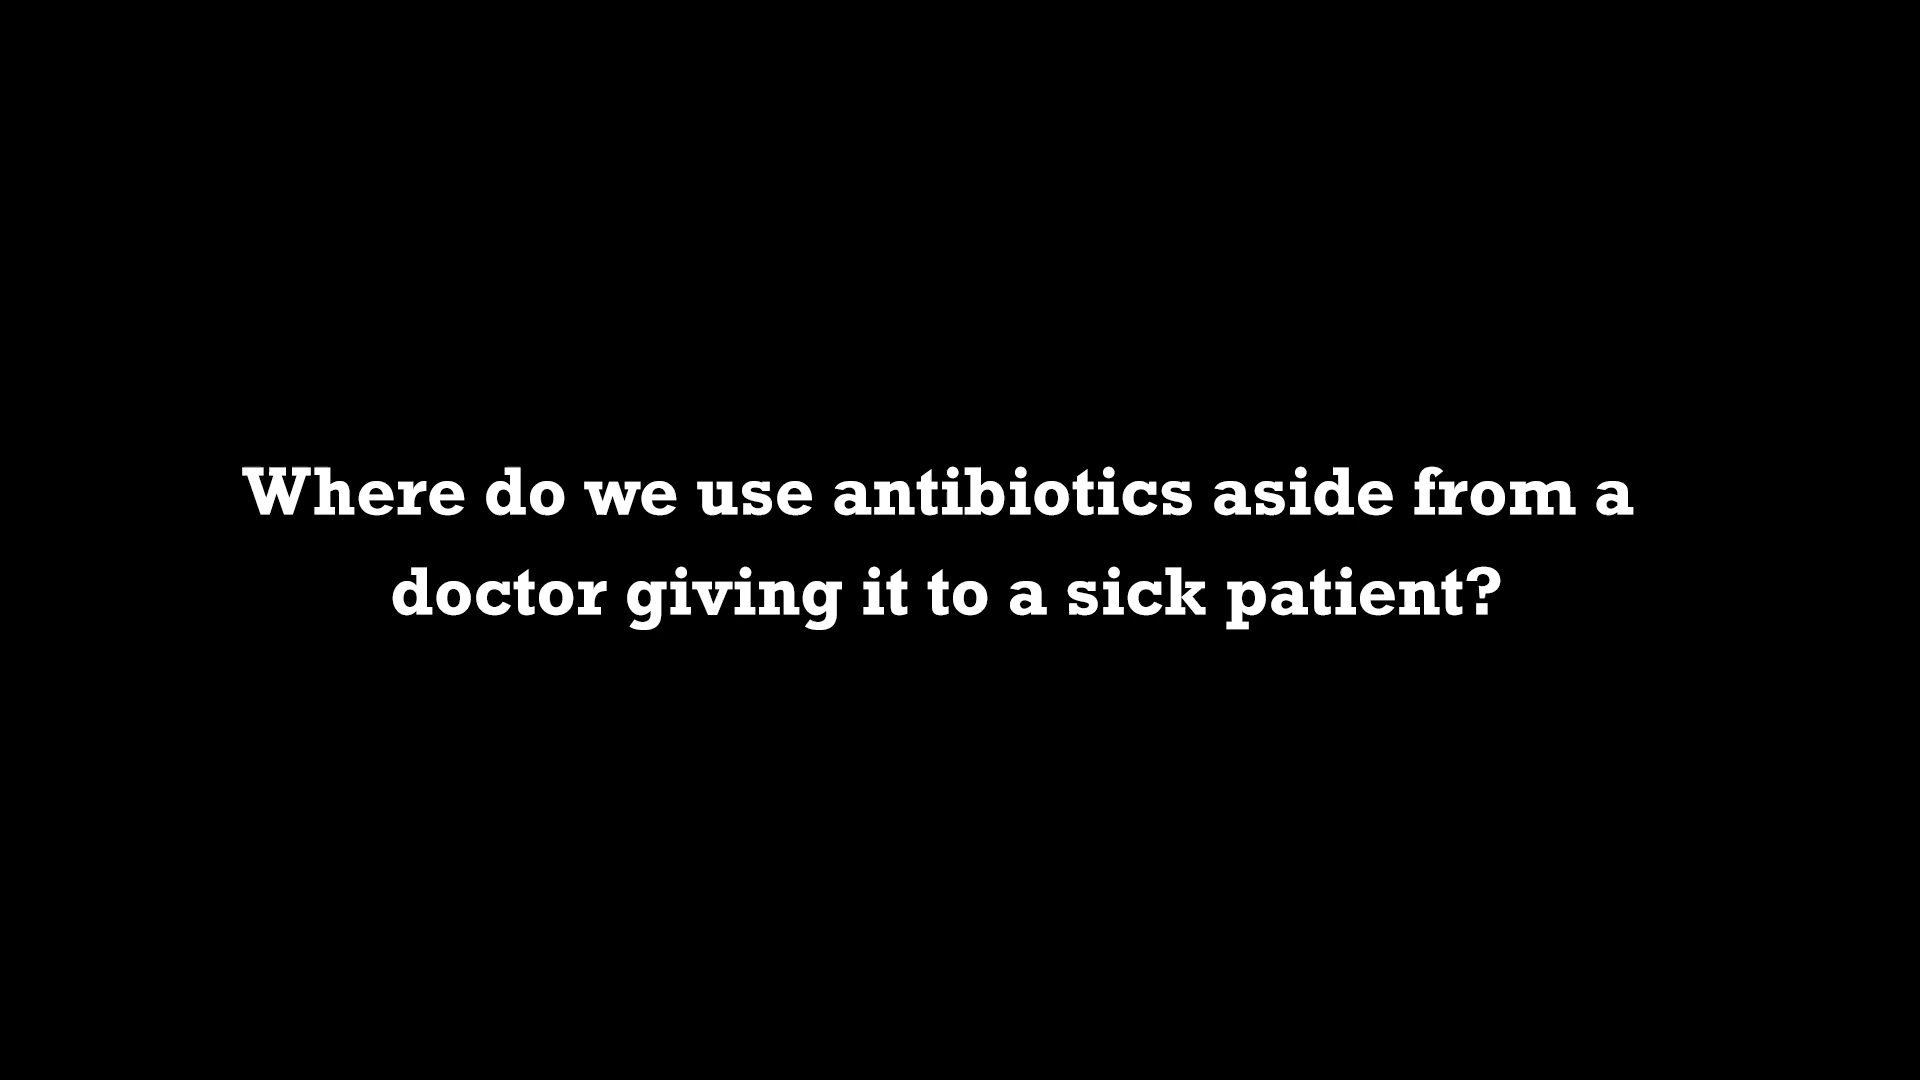 Where do we use antibiotics aside from a
doctor giving it to a sick patient?